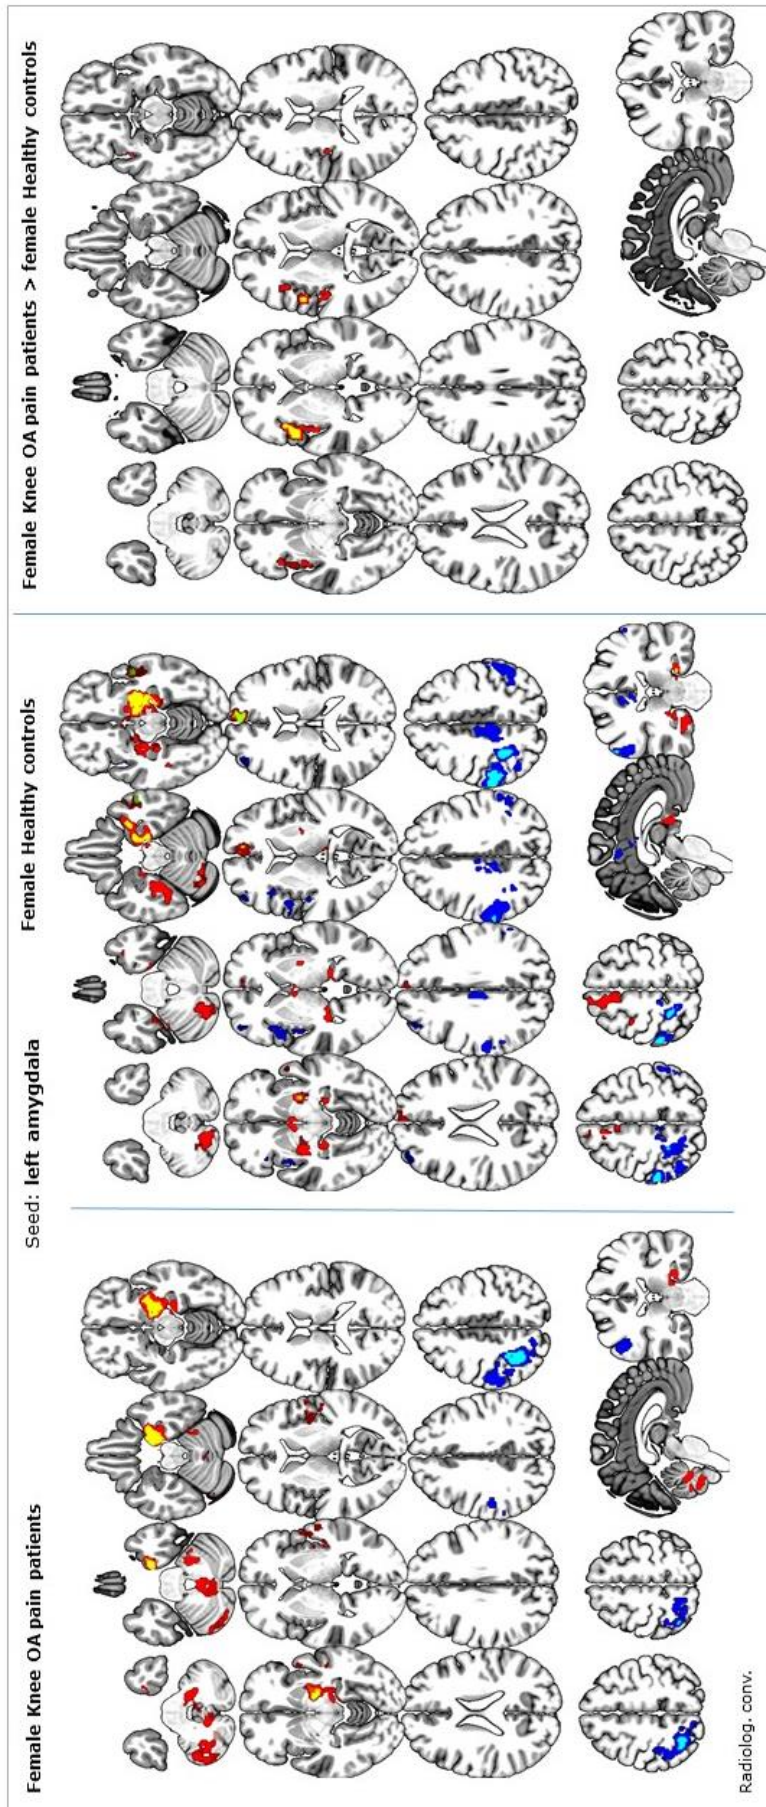 Seed: left amygdala
Female Knee OA pain patients
Female Healthy controls
Female Knee OA pain patients > female Healthy controls
Radiolog. conv.